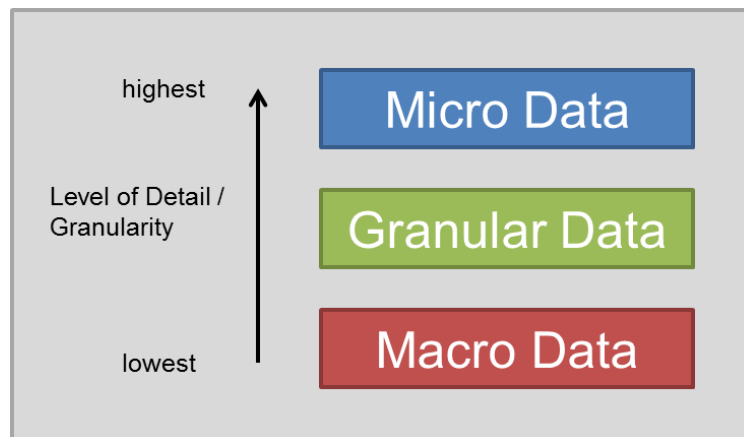 highest
Micro Data
Level of Detail /
Granularity
Granular Data
lowest
Macro Data